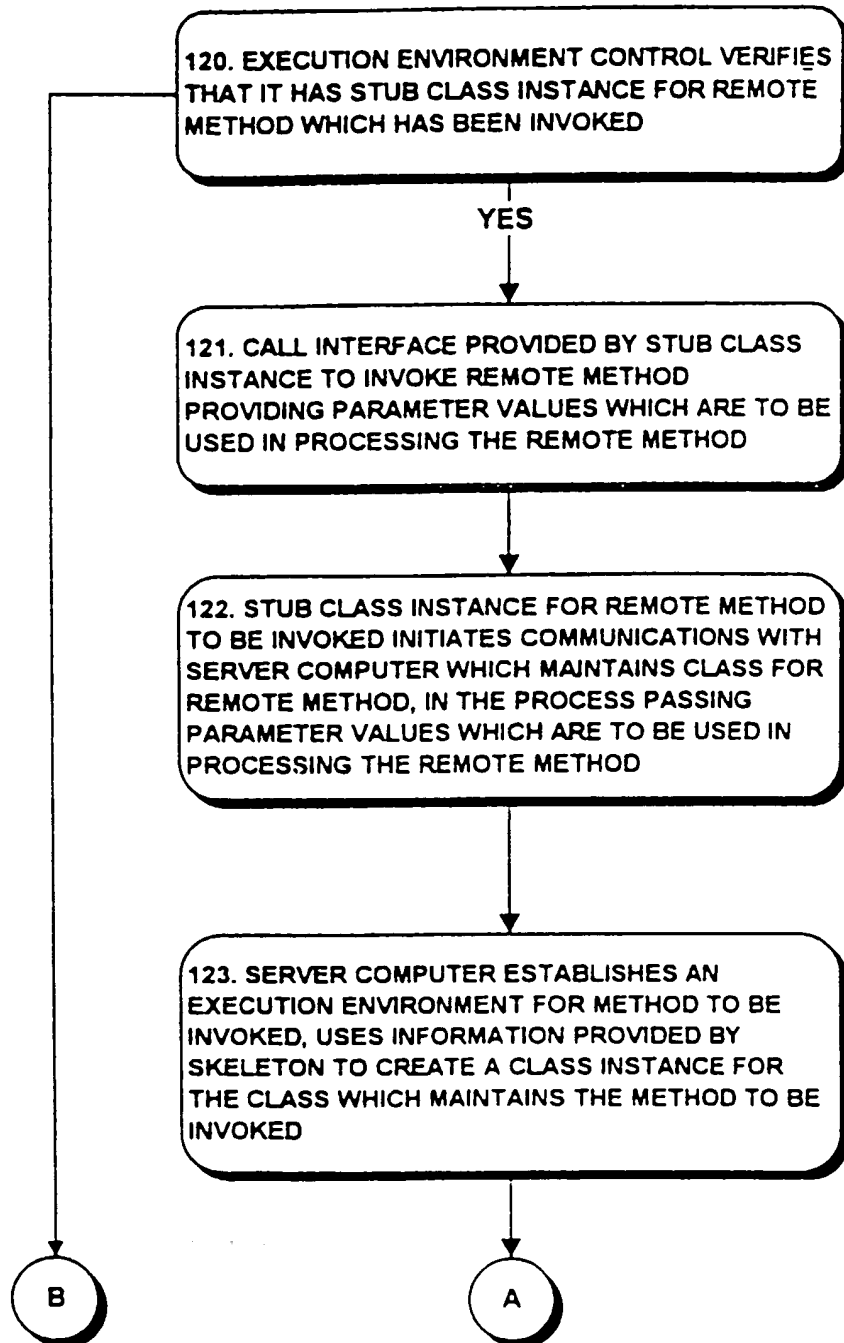 120. EXECUTION ENVIRONMENT CONTROL VERIFIES
THAT IT HAS STUB CLASS INSTANCE FOR REMOTE
METHOD WHICH HAS BEEN INVOKED
YES
121. CALL INTERFACE PROVIDED BY STUB CLASS
INSTANCE TO INVOKE REMOTE METHOD
PROVIDING PARAMETER VALUES WHICH ARE TO BE
USED IN PROCESSING THE REMOTE METHOD
122. STUB CLASS INSTANCE FOR REMOTE METHOD
TO BE INVOKED INITIATES COMMUNICATIONS WITH
SERVER COMPUTER WHICH MAINTAINS CLASS FOR
REMOTE METHOD, IN THE PROCESS PASSING
PARAMETER VALUES WHICH ARE TO BE USED IN
PROCESSING THE REMOTE METHOD
123. SERVER COMPUTER ESTABLISHES AN
EXECUTION ENVIRONMENT FOR METHOD TO BE
INVOKED, USES INFORMATION PROVIDED BY
SKELETON TO CREATE A CLASS INSTANCE FOR
THE CLASS WHICH MAINTAINS THE METHOD TO BE
INVOKED
B
A